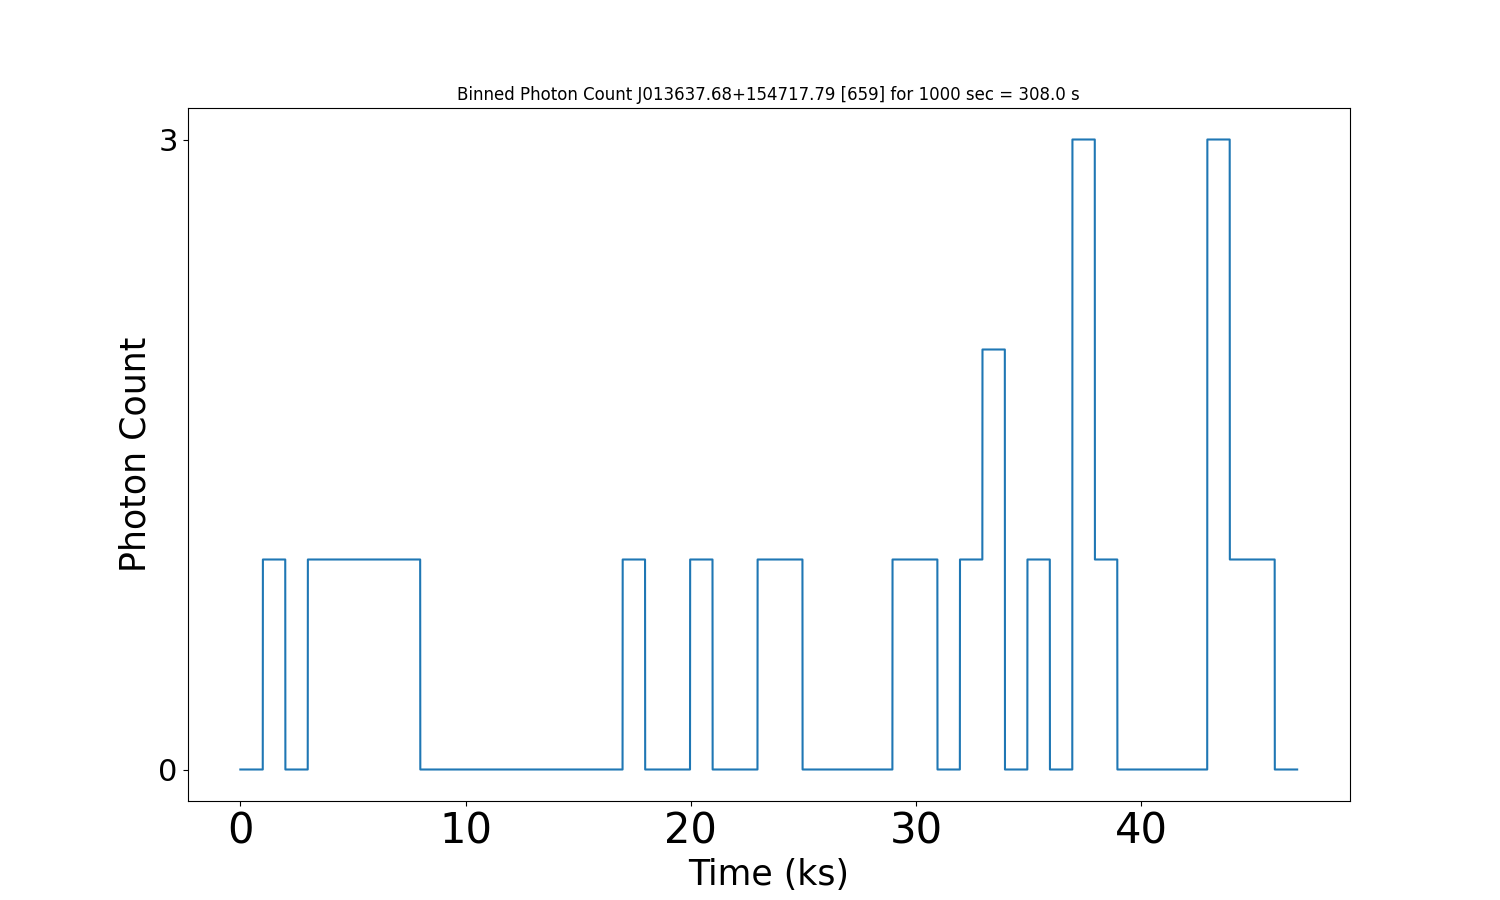 Binned Photon Count J013637.68+154717.79 [659] for 1000 sec = 308.0 s
3
0
Photon Count
0 10 20 30 40
Time (ks)